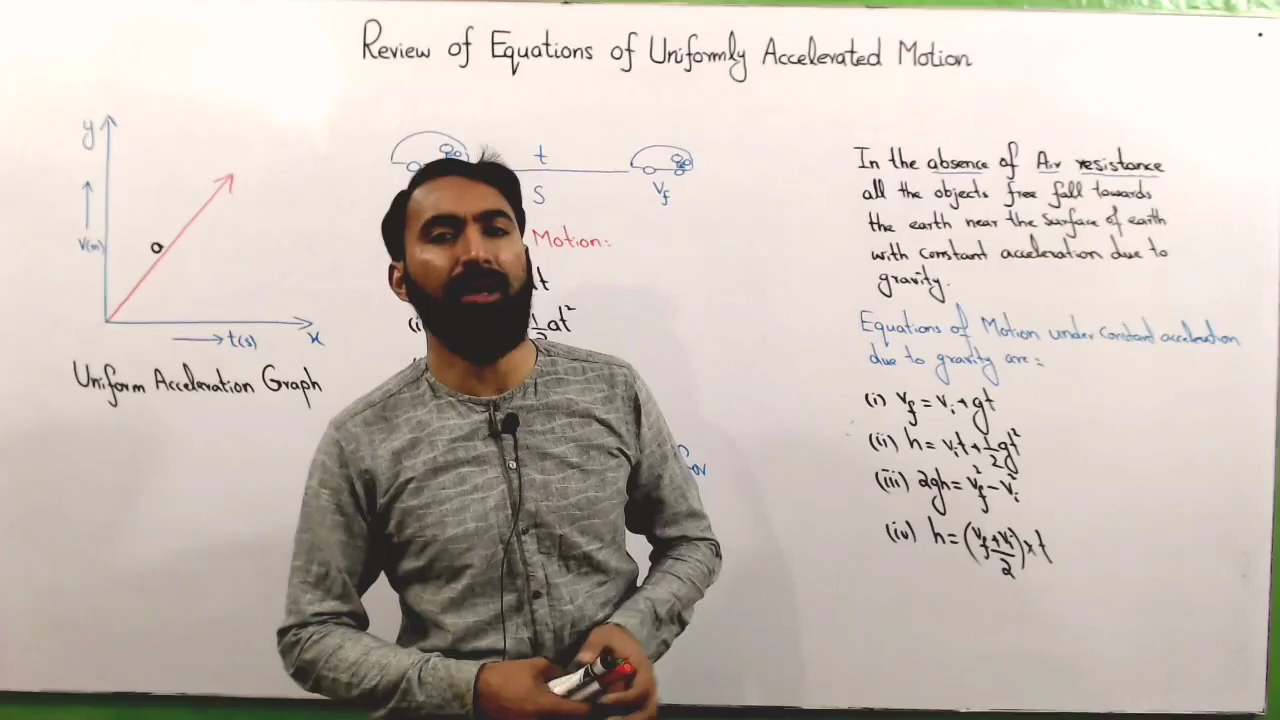 Review of Equations of Uniformly Accelerated Motion
y
v(m)
a
t(s)
x
Uniform Acceleration Graph
t
S
Vf
Motion:
t
½at²
In the absence of Air resistance
all the objects free fall towards
the earth near the surface of earth
with constant acceleration due to
gravity.
Equations of Motion under constant acceleration
due to gravity are:
(i) vf = vi + gt
(ii) h = vit + ½gt²
(iii) 2gh = vf² - vi²
(iv) h = (vf + vi / 2) × t